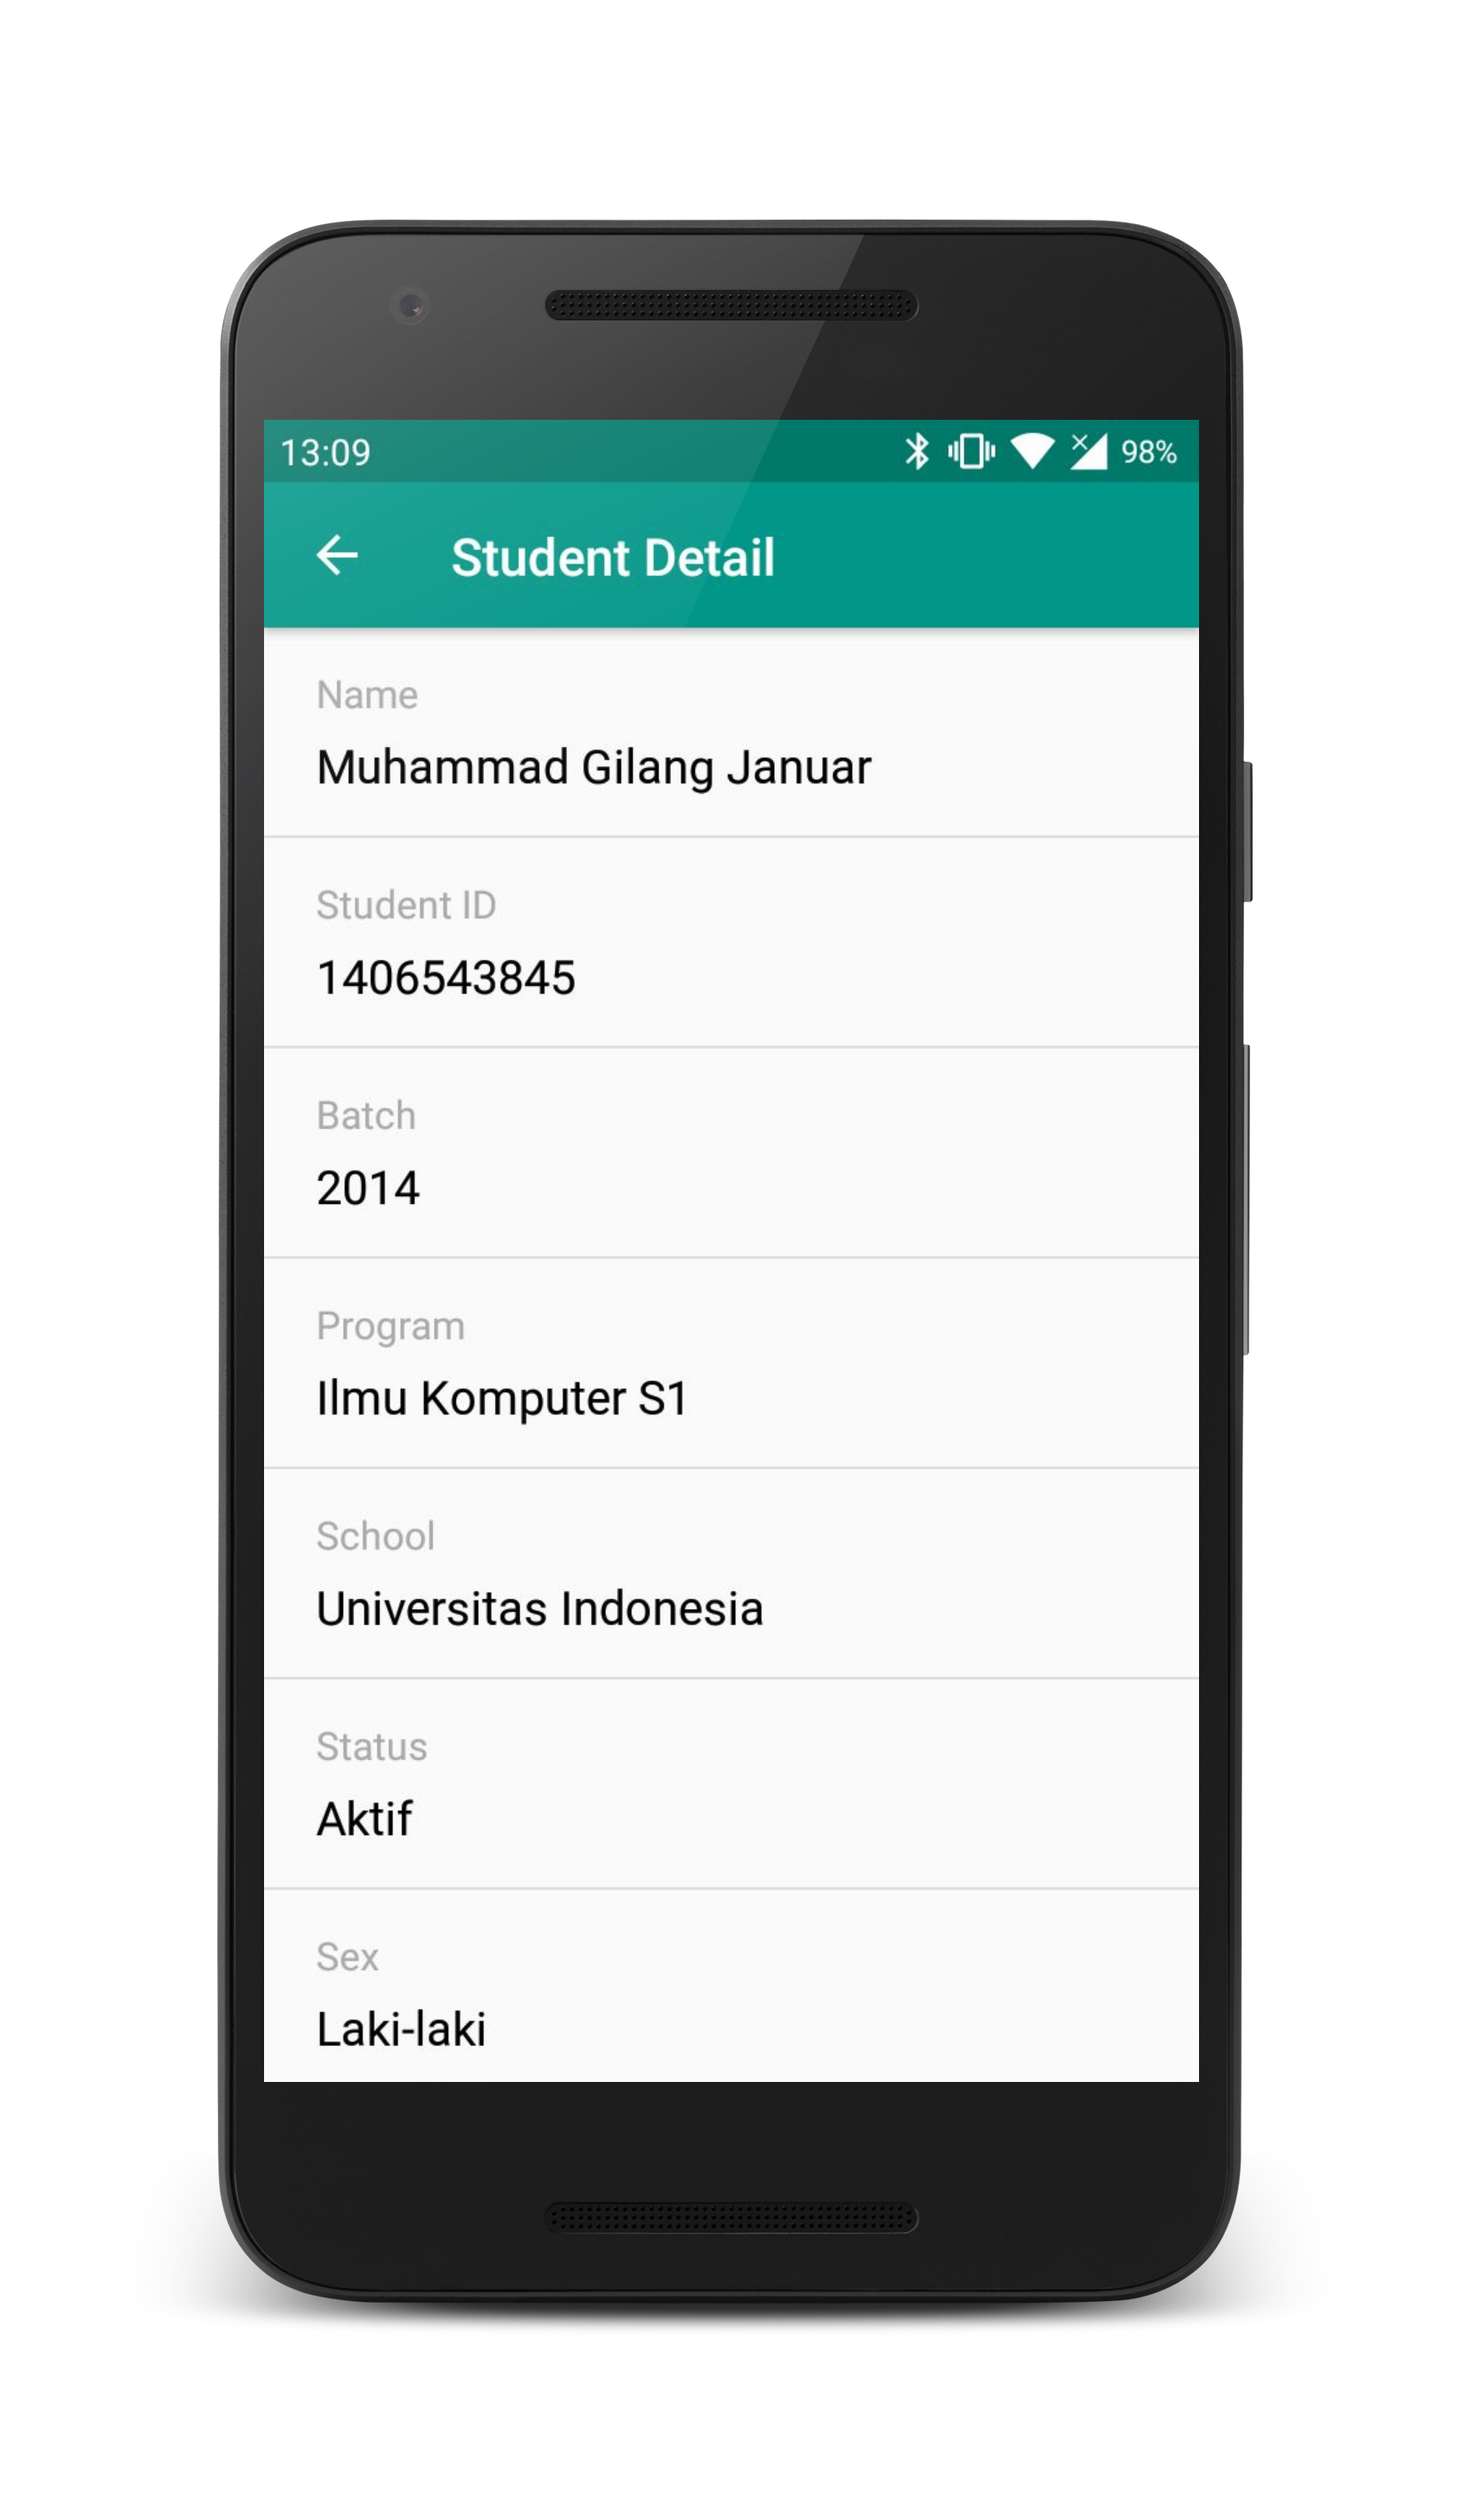 13:09 98%
Student Detail
Name
Muhammad Gilang Januar
Student ID
1406543845
Batch
2014
Program
Ilmu Komputer S1
School
Universitas Indonesia
Status
Aktif
Sex
Laki-laki